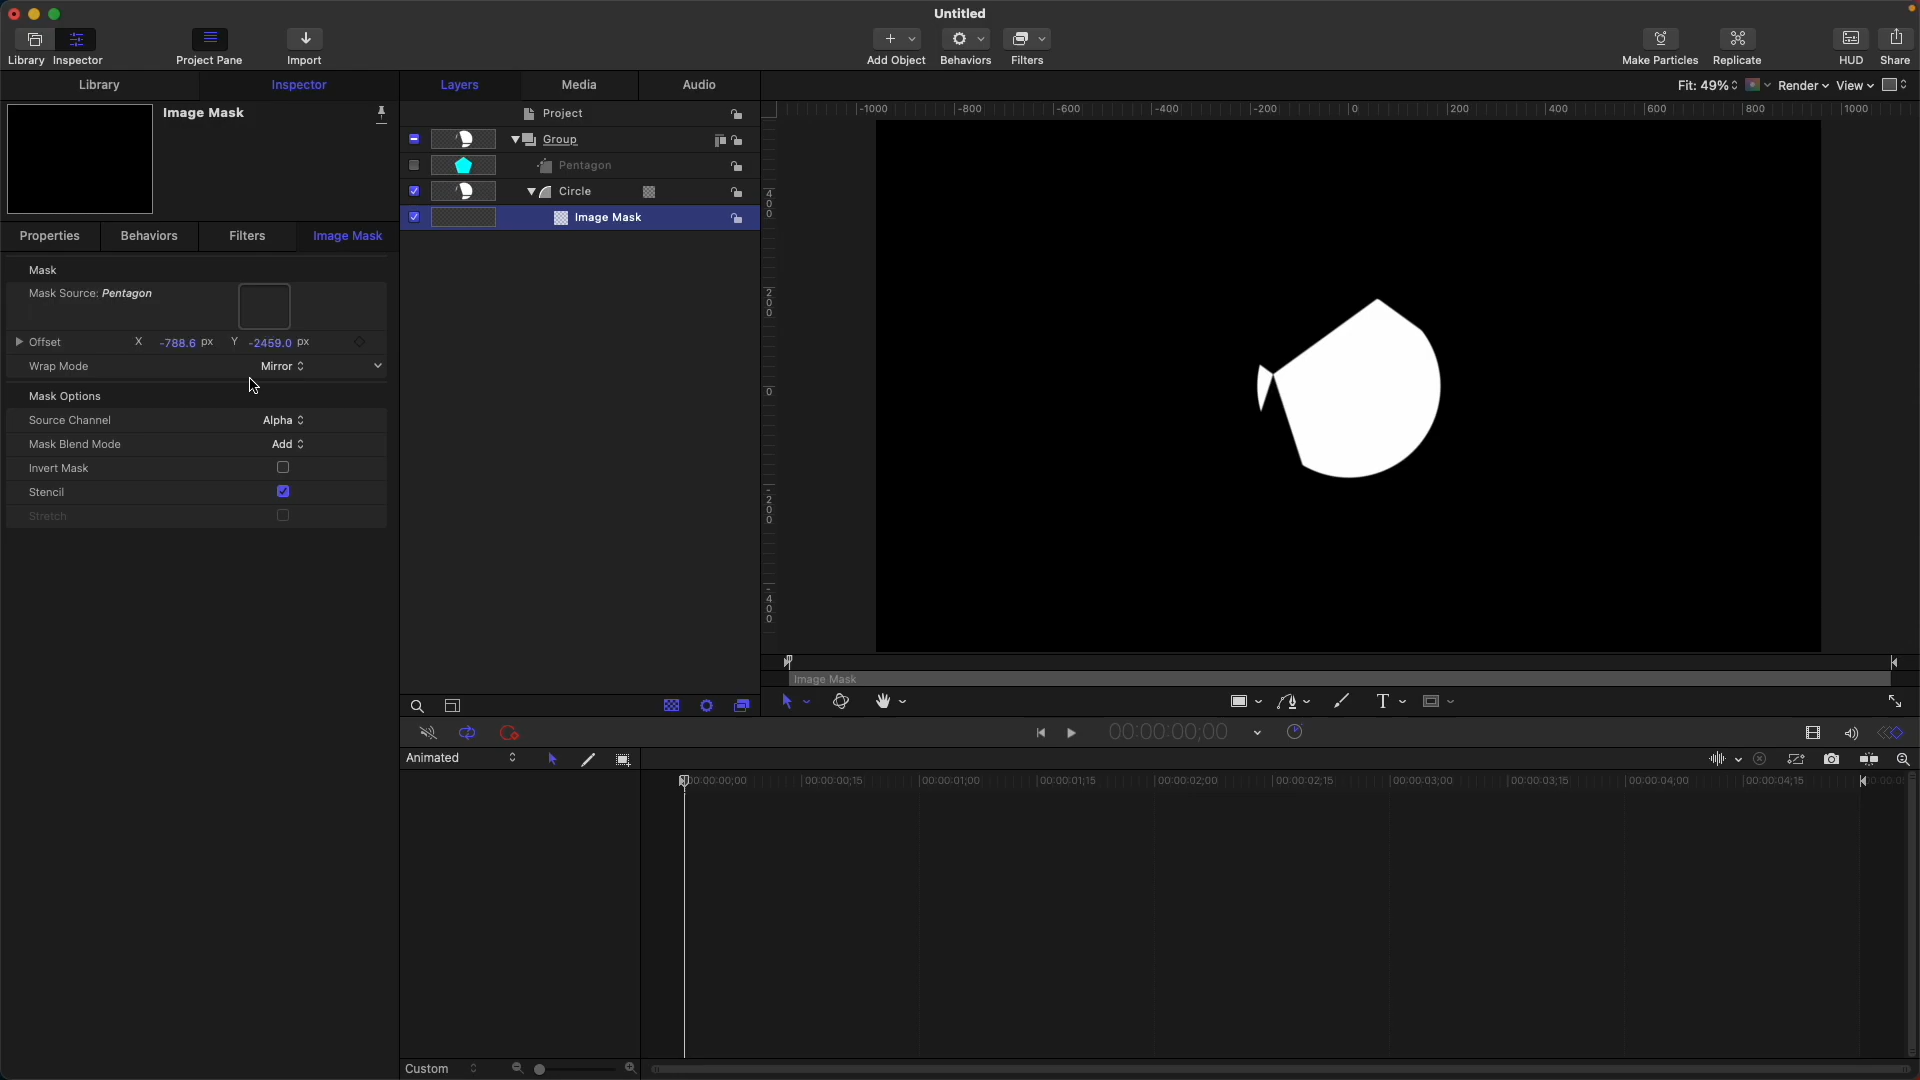 Untitled
Library
Inspector
Project Pane
Import
Add Object
Behaviors
Filters
Make Particles
Replicate
HUD
Share
Library
Inspector
Layers
Media
Audio
Fit: 49%
Render
View
Image Mask
Project
Group
Pentagon
Circle
Image Mask
Properties
Behaviors
Filters
Image Mask
Mask
Mask Source: Pentagon
Offset X -788.6 px Y -2459.0 px
Wrap Mode Mirror
Mask Options
Source Channel Alpha
Mask Blend Mode Add
Invert Mask
Stencil
Stretch
-1000 -800 -600 -400 -200 0 200 400 600 800 1000
400
200
0
-200
-400
Image Mask
T
00:00:00;00
Animated
00:00:00;00 00:00:00;15 00:00:01;00 00:00:01;15 00:00:02;00 00:00:02;15 00:00:03;00 00:00:03;15 00:00:04;00 00:00:04;15
Custom